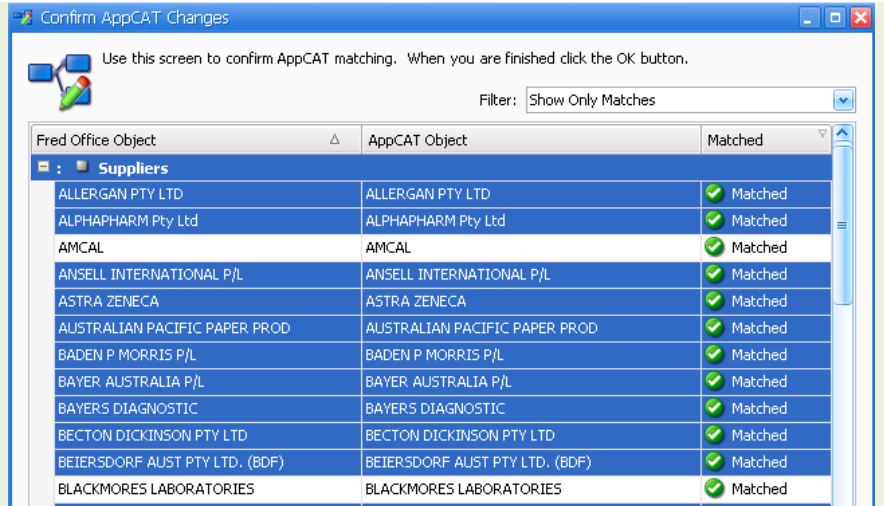 Confirm AppCAT Changes
Use this screen to confirm AppCAT matching. When you are finished click the OK button.
Filter: Show Only Matches
Fred Office Object AppCAT Object Matched
: Suppliers
ALLERGAN PTY LTD ALLERGAN PTY LTD Matched
ALPHAPHARM Pty Ltd ALPHAPHARM Pty Ltd Matched
AMCAL AMCAL Matched
ANSELL INTERNATIONAL P/L ANSELL INTERNATIONAL P/L Matched
ASTRA ZENECA ASTRA ZENECA Matched
AUSTRALIAN PACIFIC PAPER PROD AUSTRALIAN PACIFIC PAPER PROD Matched
BADEN P MORRIS P/L BADEN P MORRIS P/L Matched
BAYER AUSTRALIA P/L BAYER AUSTRALIA P/L Matched
BAYERS DIAGNOSTIC BAYERS DIAGNOSTIC Matched
BECTON DICKINSON PTY LTD BECTON DICKINSON PTY LTD Matched
BEIERSDORF AUST PTY LTD. (BDF) BEIERSDORF AUST PTY LTD. (BDF) Matched
BLACKMORES LABORATORIES BLACKMORES LABORATORIES Matched